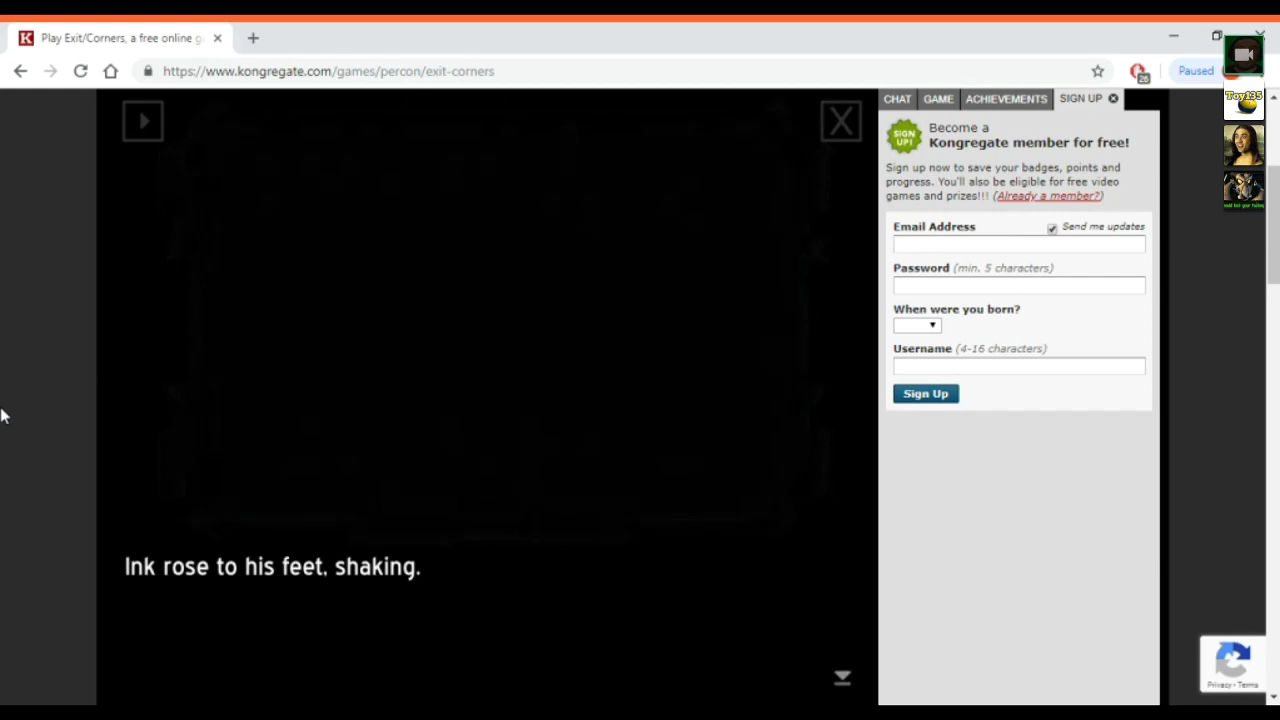 Play Exit/Corners, a free online g
https://www.kongregate.com/games/percon/exit-corners
26
Paused
Toy135
CHAT GAME ACHIEVEMENTS SIGN UP
SIGN UP!
Become a
Kongregate member for free!
Sign up now to save your badges, points and
progress. You'll also be eligible for free video
games and prizes!!! (Already a member?)
Email Address Send me updates
Password (min. 5 characters)
When were you born?
Username (4-16 characters)
Sign Up
Ink rose to his feet, shaking.
Privacy - Terms